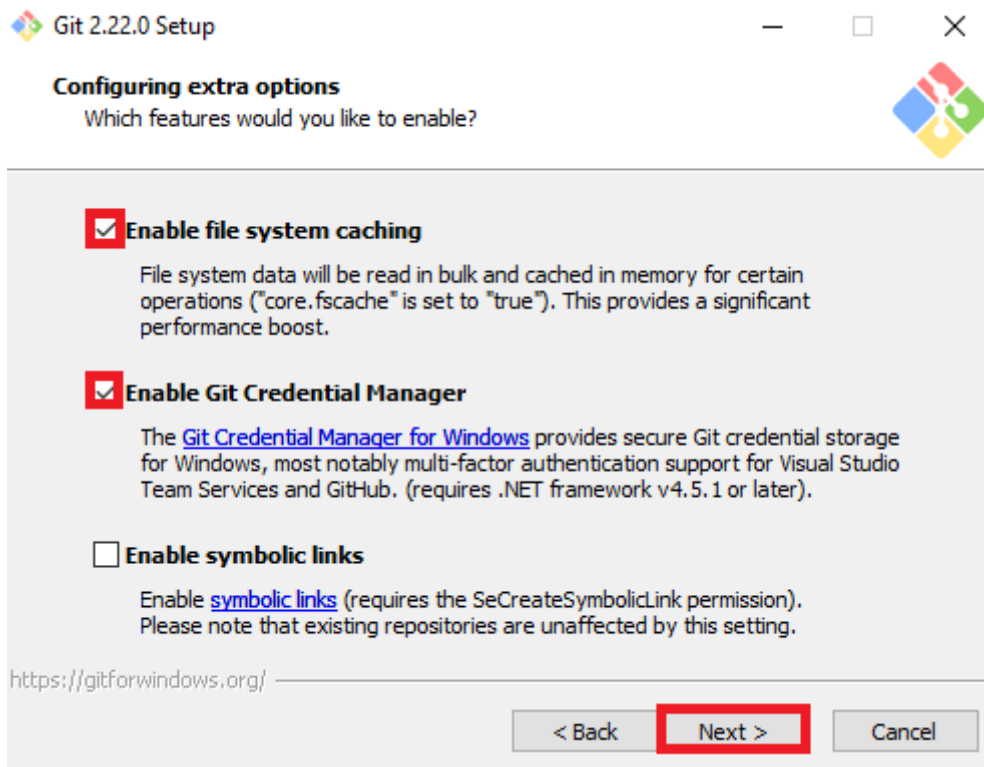 Git 2.22.0 Setup
Configuring extra options
Which features would you like to enable?
Enable file system caching
File system data will be read in bulk and cached in memory for certain
operations ("core.fscache" is set to "true"). This provides a significant
performance boost.
Enable Git Credential Manager
The Git Credential Manager for Windows provides secure Git credential storage
for Windows, most notably multi-factor authentication support for Visual Studio
Team Services and GitHub. (requires .NET framework v4.5.1 or later).
Enable symbolic links
Enable symbolic links (requires the SeCreateSymbolicLink permission).
Please note that existing repositories are unaffected by this setting.
https://gitforwindows.org/
< Back Next > Cancel